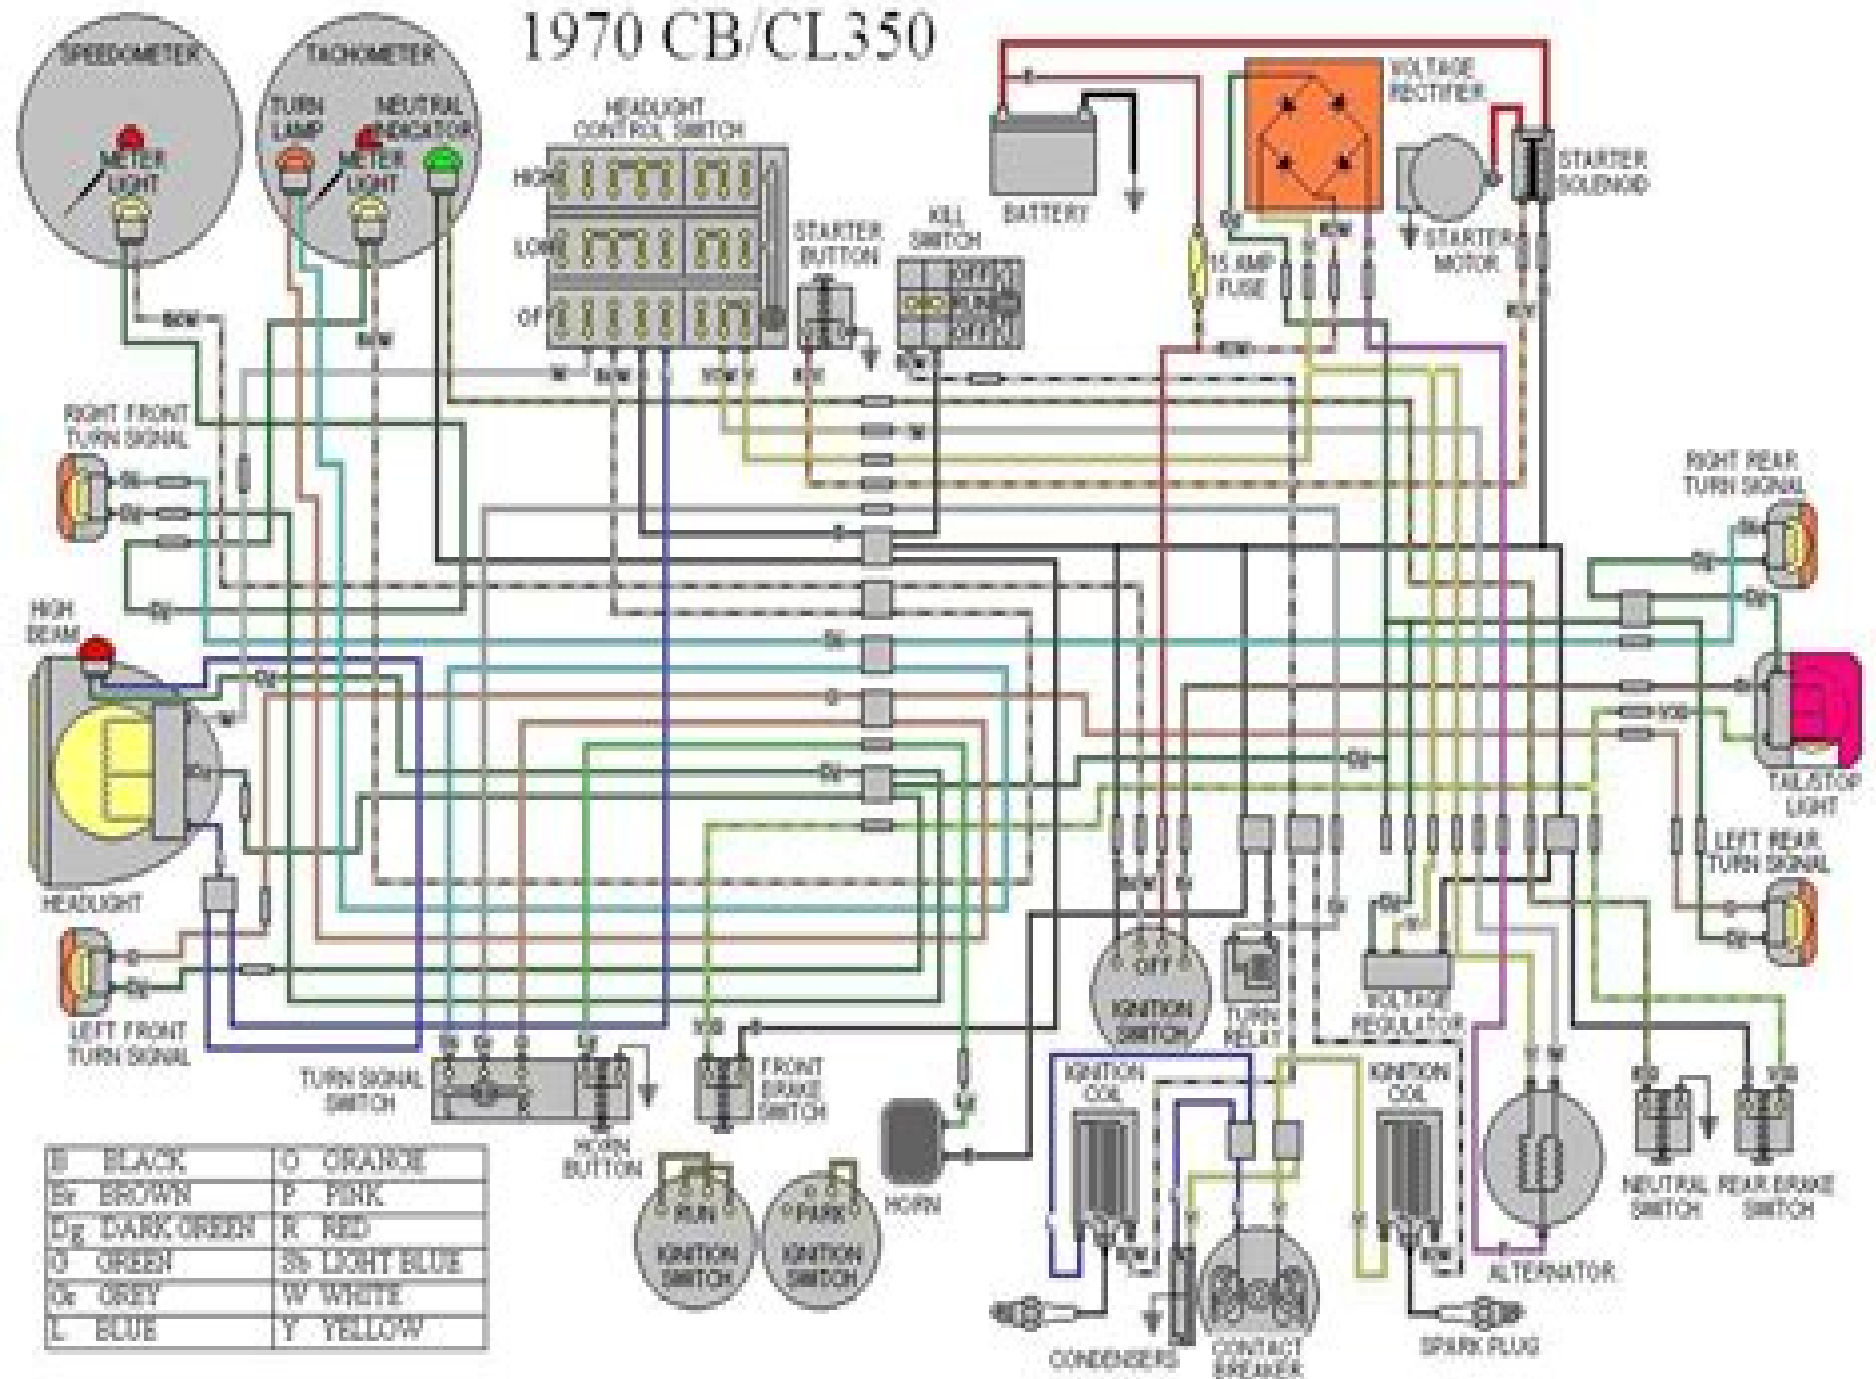 1970 CB/CL350
SPEEDOMETER
METER
LIGHT
TACHOMETER
TURN
LAMP
NEUTRAL
INDICATOR
METER
LIGHT
HEADLIGHT
CONTROL SWITCH
HIGH
LOW
OFF
STARTER
BUTTON
KILL
SWITCH
OFF
RUN
OFF
BATTERY
15 AMP
FUSE
VOLTAGE
RECTIFIER
STARTER
MOTOR
STARTER
SOLENOID
RIGHT FRONT
TURN SIGNAL
HIGH
BEAM
HEADLIGHT
LEFT FRONT
TURN SIGNAL
RIGHT REAR
TURN SIGNAL
TAIL/STOP
LIGHT
LEFT REAR
TURN SIGNAL
TURN SIGNAL
SWITCH
HORN
BUTTON
FRONT
BRAKE
SWITCH
HORN
OFF
IGNITION
SWITCH
TURN
RELAY
VOLTAGE
REGULATOR
IGNITION
COIL
IGNITION
COIL
RUN
IGNITION
SWITCH
PARK
IGNITION
SWITCH
CONDENSERS
CONTACT
BREAKER
SPARK PLUG
ALTERNATOR
NEUTRAL
SWITCH
REAR BRAKE
SWITCH
B BLACK
O ORANGE
Br BROWN
P PINK
Dg DARK GREEN
R RED
G GREEN
Sb LIGHT BLUE
Gr GREY
W WHITE
L BLUE
Y YELLOW